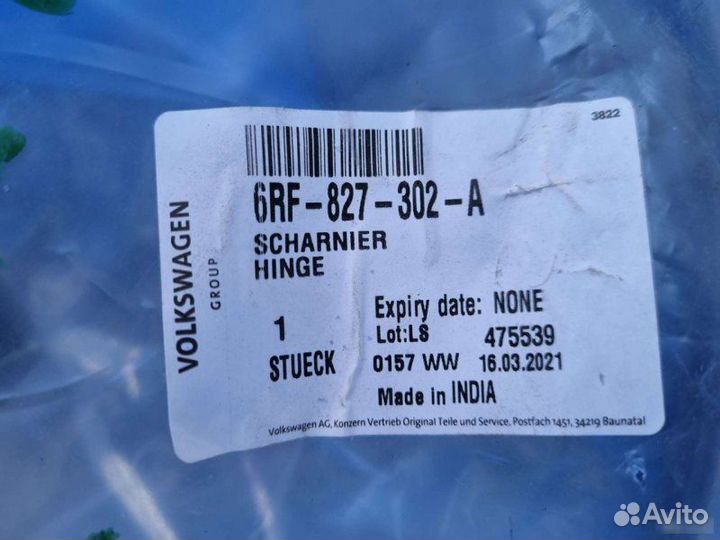 3822
VOLKSWAGEN
GROUP
6RF-827-302-A
SCHARNIER
HINGE
1
STUECK
Expiry date: NONE
Lot:LS 475539
0157 WW 16.03.2021
Made in INDIA
Volkswagen AG, Konzern Vertrieb Original Teile und Service, Postfach 1451, 34219 Baunatal
Avito